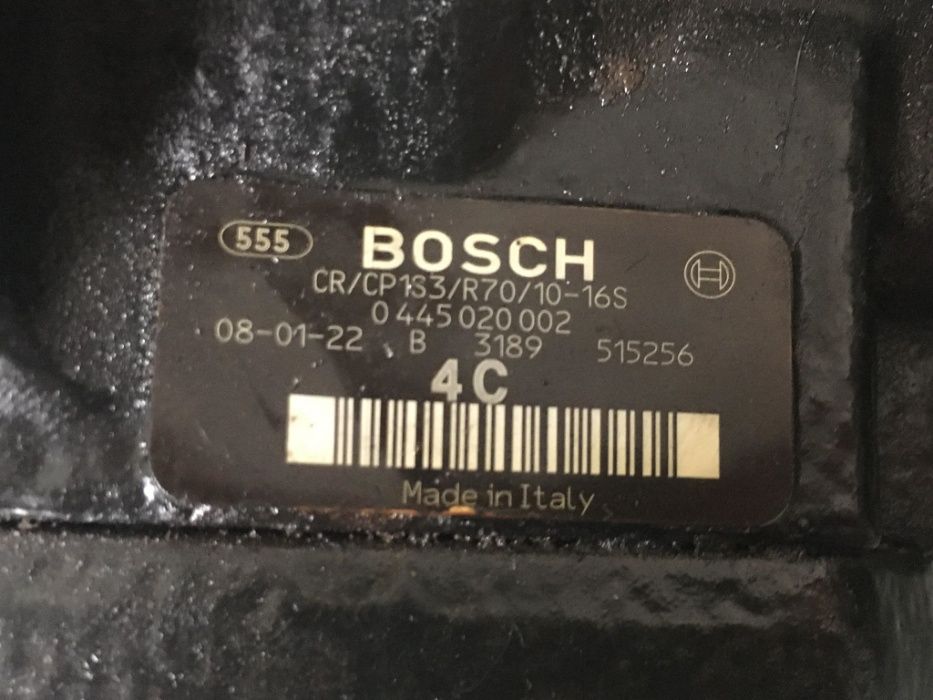 555 BOSCH
CR/CP1S3/R70/10-16S
0 445 020 002
08-01-22 B 3189 515256
4C
Made in Italy